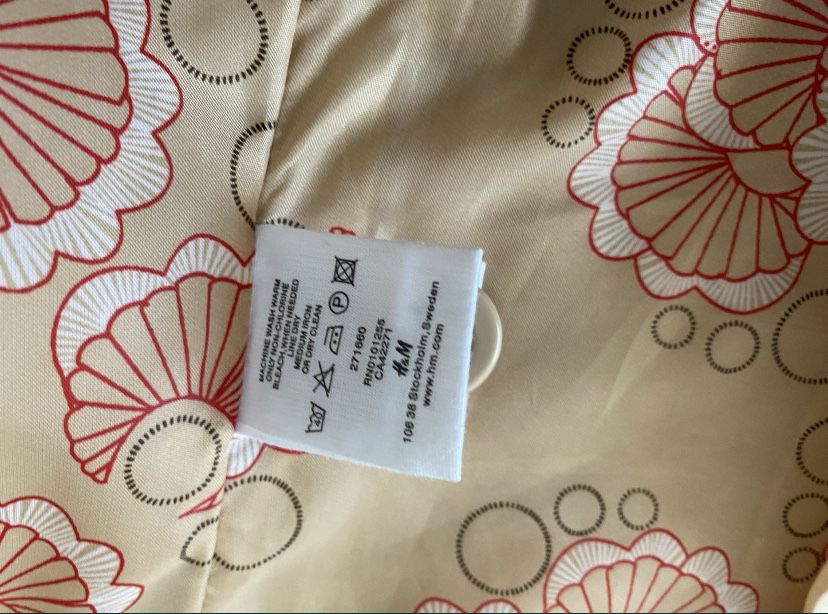 MACHINE WASH WARM
ONLY NON-CHLORINE
BLEACH, WHEN NEEDED
LINE DRY
MEDIUM IRON
OR DRY CLEAN
40 P
271660
RN0101255
CA42271
H&M
106 38 Stockholm, Sweden
www.hm.com